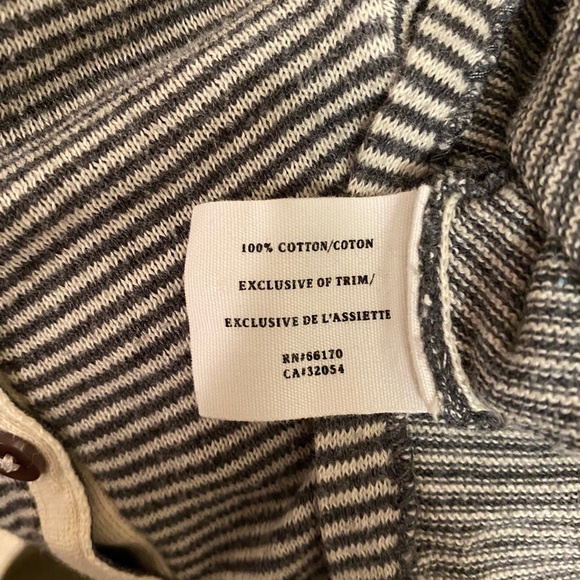 100% COTTON/COTON
EXCLUSIVE OF TRIM/
EXCLUSIVE DE L'ASSIETTE
RN#66170
CA#32054